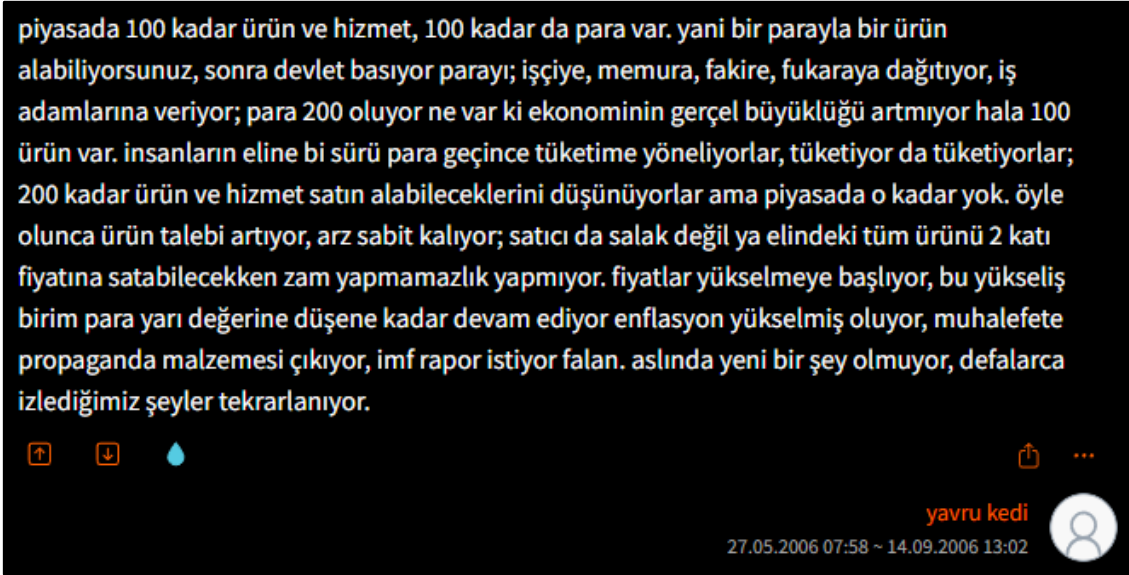 piyasada 100 kadar ürün ve hizmet, 100 kadar da para var. yani bir parayla bir ürün
alabiliyorsunuz, sonra devlet basıyor parayı; işçiye, memura, fakire, fukaraya dağıtıyor, iş
adamlarına veriyor; para 200 oluyor ne var ki ekonominin gerçel büyüklüğü artmıyor hala 100
ürün var. insanların eline bi sürü para geçince tüketime yöneliyorlar, tüketiyor da tüketiyorlar;
200 kadar ürün ve hizmet satın alabileceklerini düşünüyorlar ama piyasada o kadar yok. öyle
olunca ürün talebi artıyor, arz sabit kalıyor; satıcı da salak değil ya elindeki tüm ürünü 2 katı
fiyatına satabilecekken zam yapmamazlık yapmıyor. fiyatlar yükselmeye başlıyor, bu yükseliş
birim para yarı değerine düşene kadar devam ediyor enflasyon yükselmiş oluyor, muhalefete
propaganda malzemesi çıkıyor, imf rapor istiyor falan. aslında yeni bir şey olmuyor, defalarca
izlediğimiz şeyler tekrarlanıyor.
yavru kedi
27.05.2006 07:58 ~ 14.09.2006 13:02